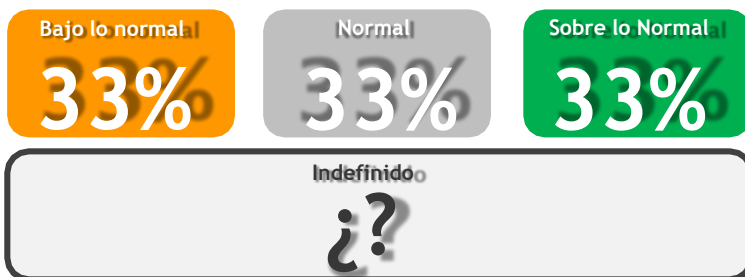 Bajo lo normal
33%
Normal
33%
Sobre lo Normal
33%
Indefinido
¿?